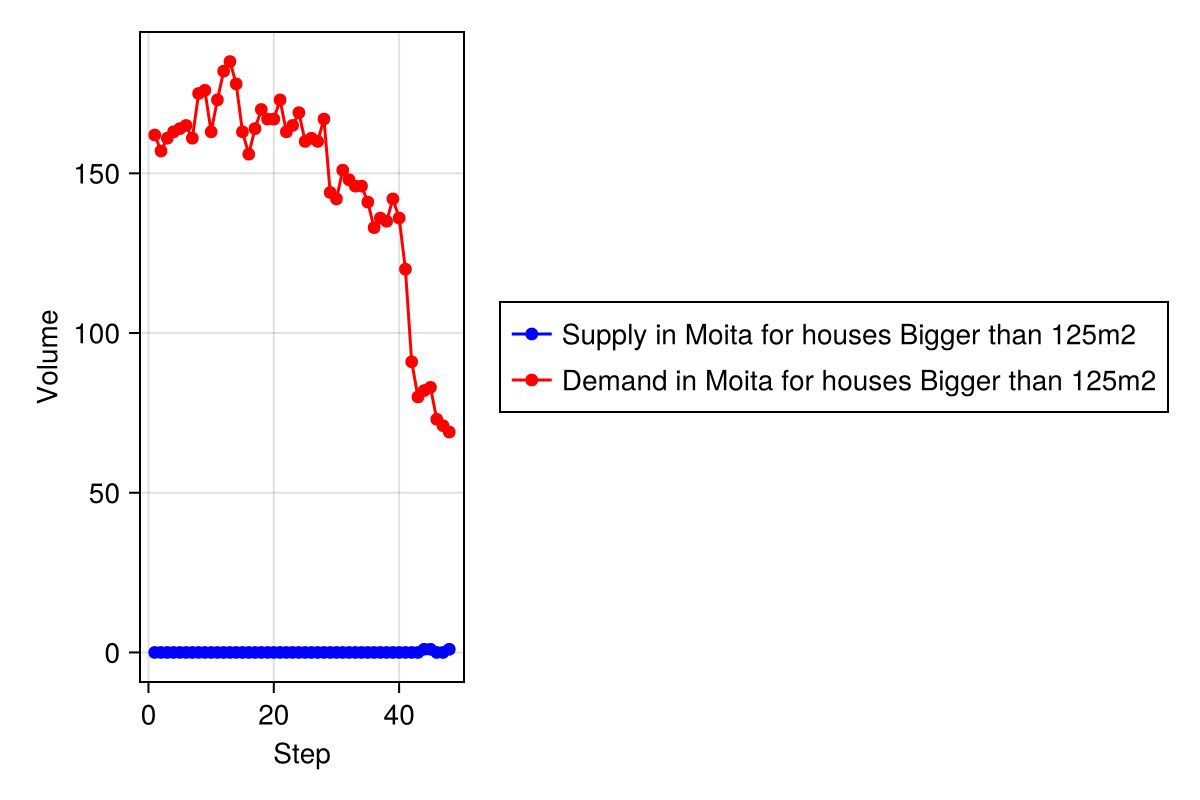 Volume
150
100
50
0
0 20 40
Step
Supply in Moita for houses Bigger than 125m2
Demand in Moita for houses Bigger than 125m2